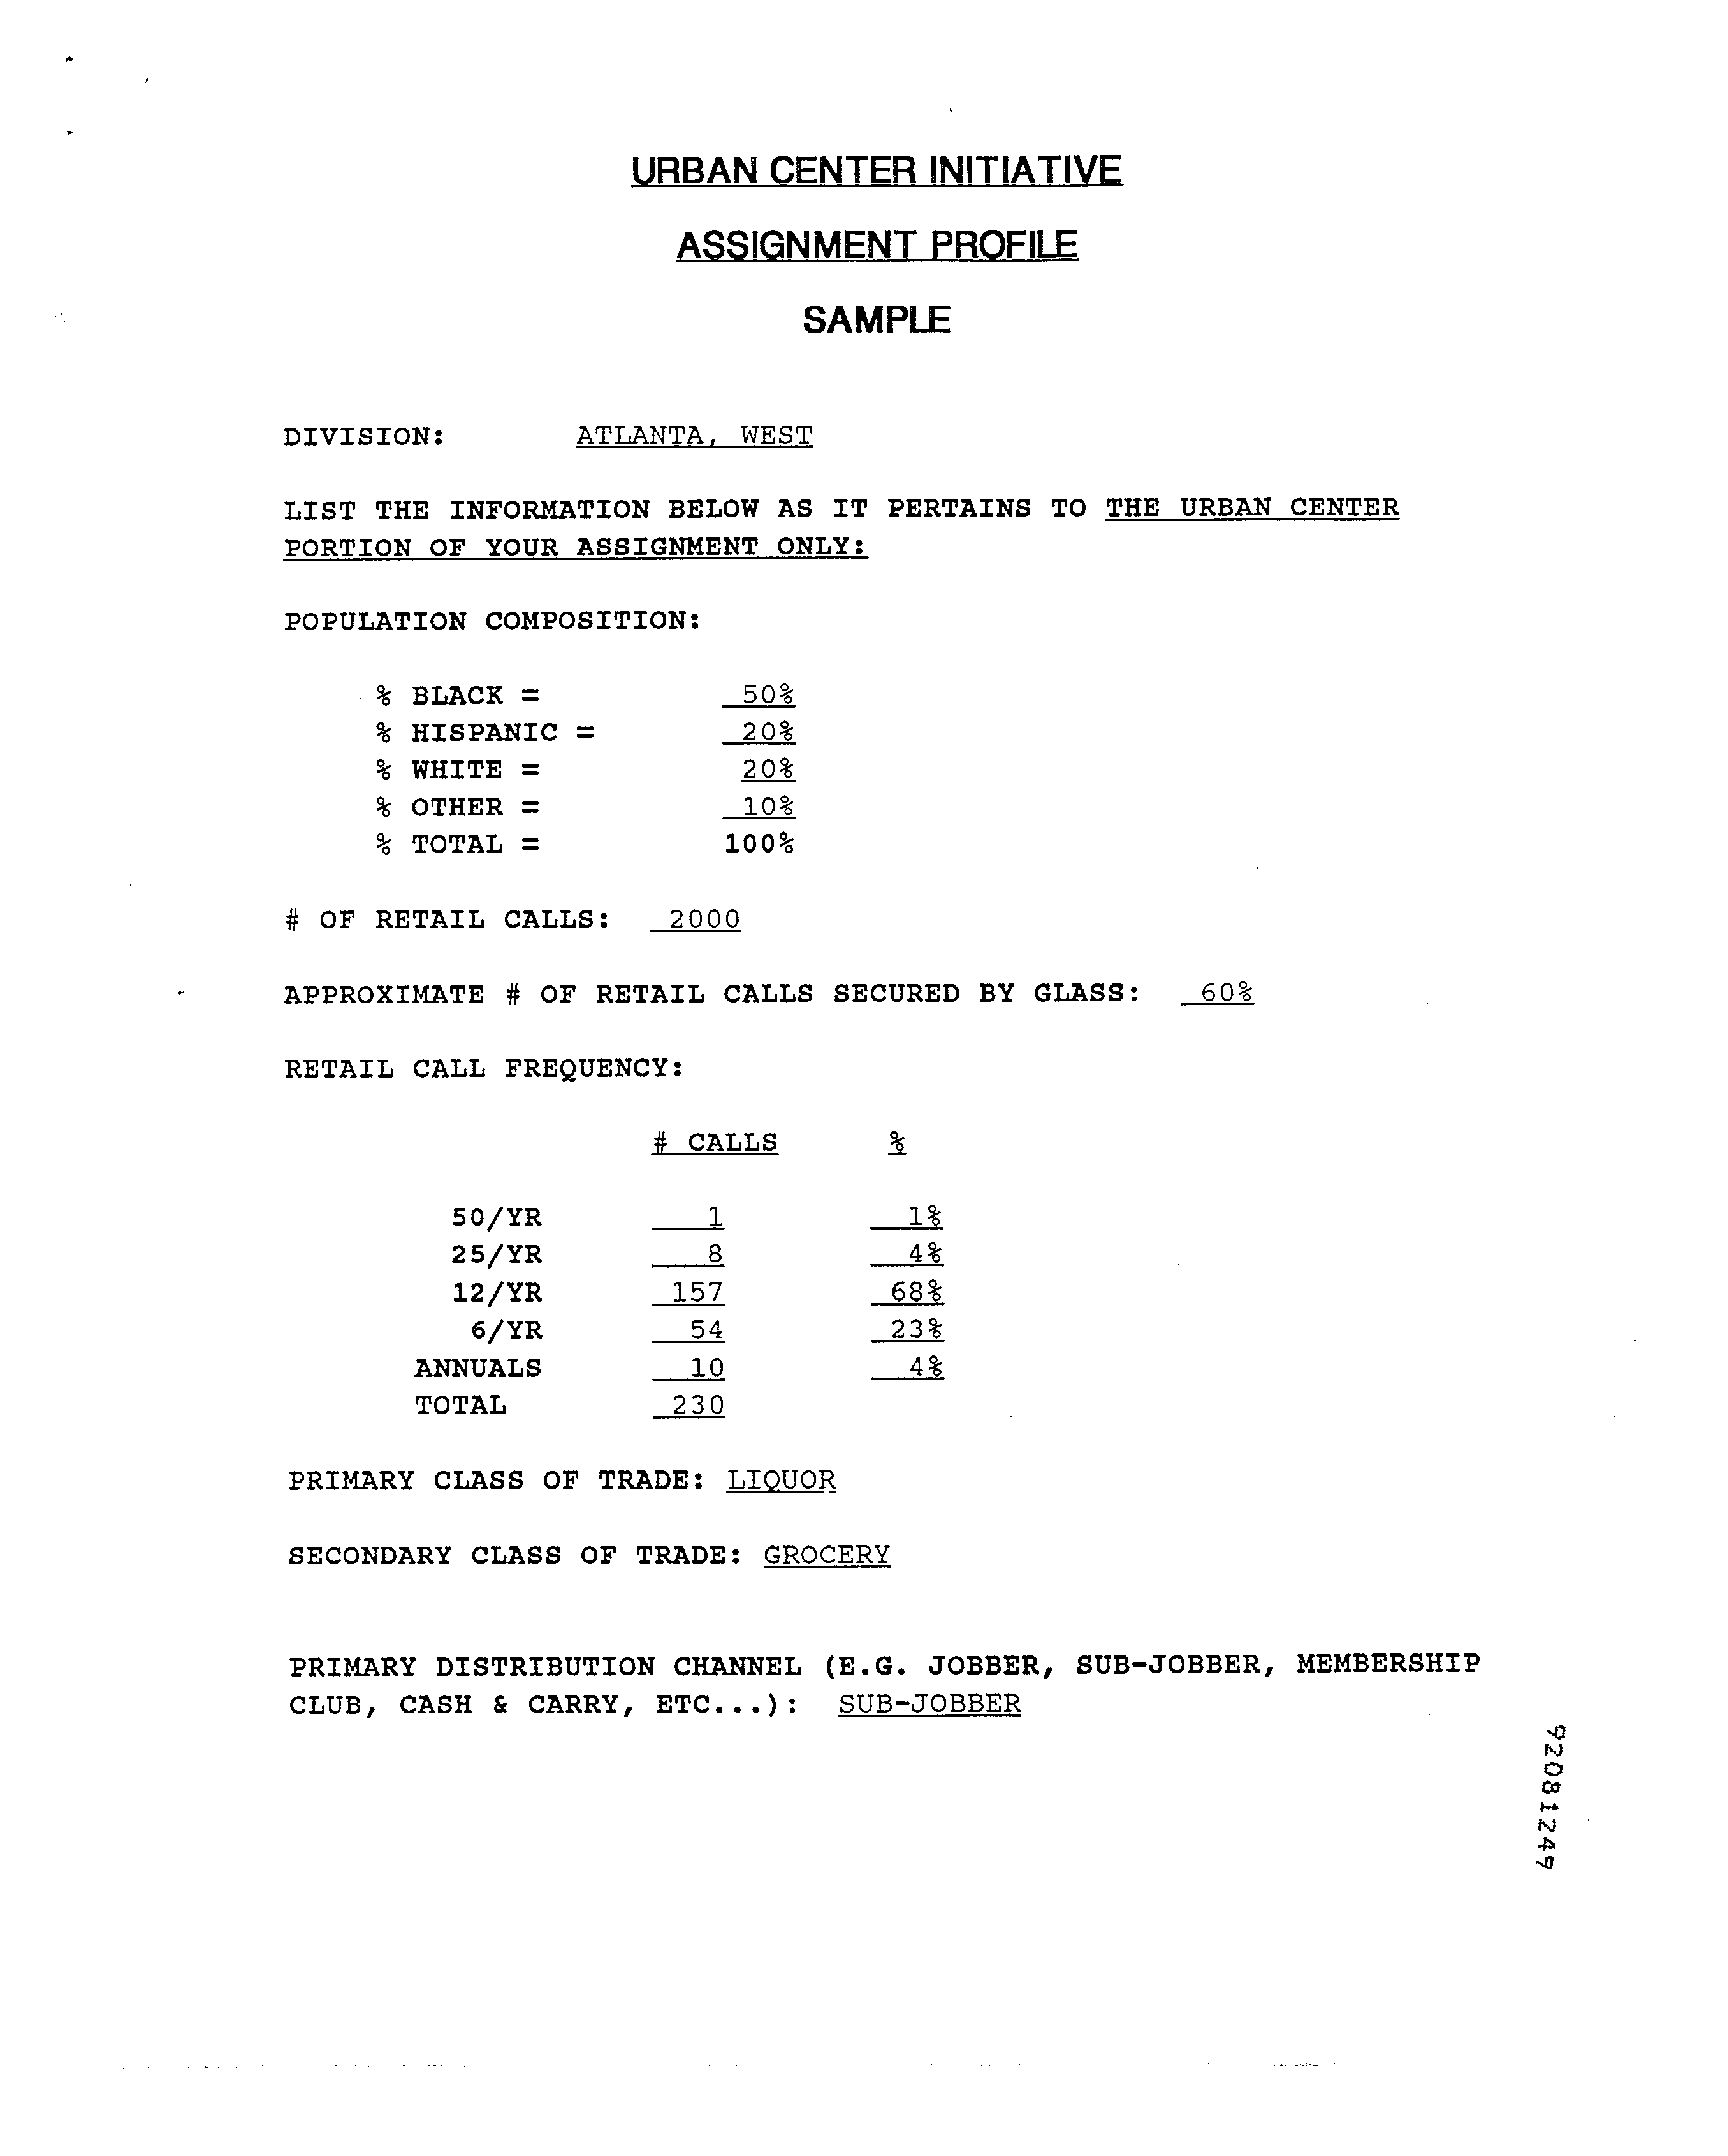 URBAN CENTER INITIATIVE
ASSIGNMENT PROFILE
SAMPLE
DIVISION: ATLANTA, WEST
LIST THE INFORMATION BELOW AS IT PERTAINS TO THE URBAN CENTER
PORTION OF YOUR ASSIGNMENT ONLY:
POPULATION COMPOSITION:
% BLACK = 50%
% HISPANIC = 20%
% WHITE = 20%
% OTHER = 10%
% TOTAL = 100%
# OF RETAIL CALLS: 2000
APPROXIMATE # OF RETAIL CALLS SECURED BY GLASS: 60%
RETAIL CALL FREQUENCY:
# CALLS %
50/YR 1 1%
25/YR 8 4%
12/YR 157 68%
6/YR 54 23%
ANNUALS 10 4%
TOTAL 230
PRIMARY CLASS OF TRADE: LIQUOR
SECONDARY CLASS OF TRADE: GROCERY
PRIMARY DISTRIBUTION CHANNEL (E.G. JOBBER, SUB-JOBBER, MEMBERSHIP
CLUB, CASH & CARRY, ETC...): SUB-JOBBER
92081249